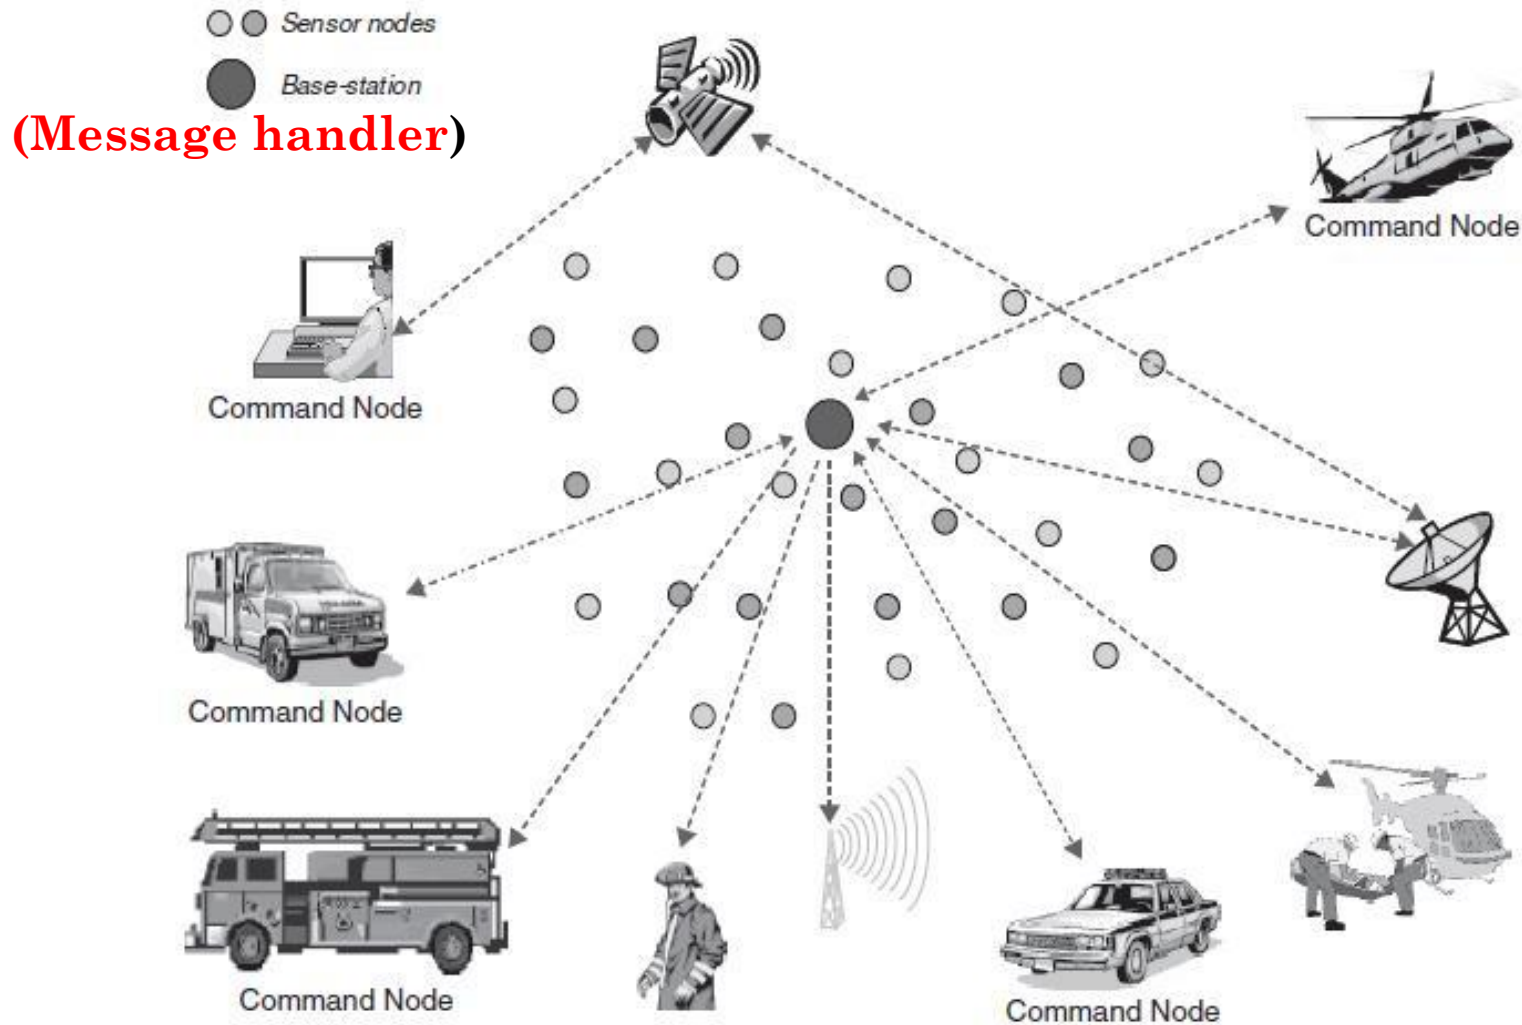 Sensor nodes
Base-station
(Message handler)
Command Node
Command Node
Command Node
Command Node
Command Node